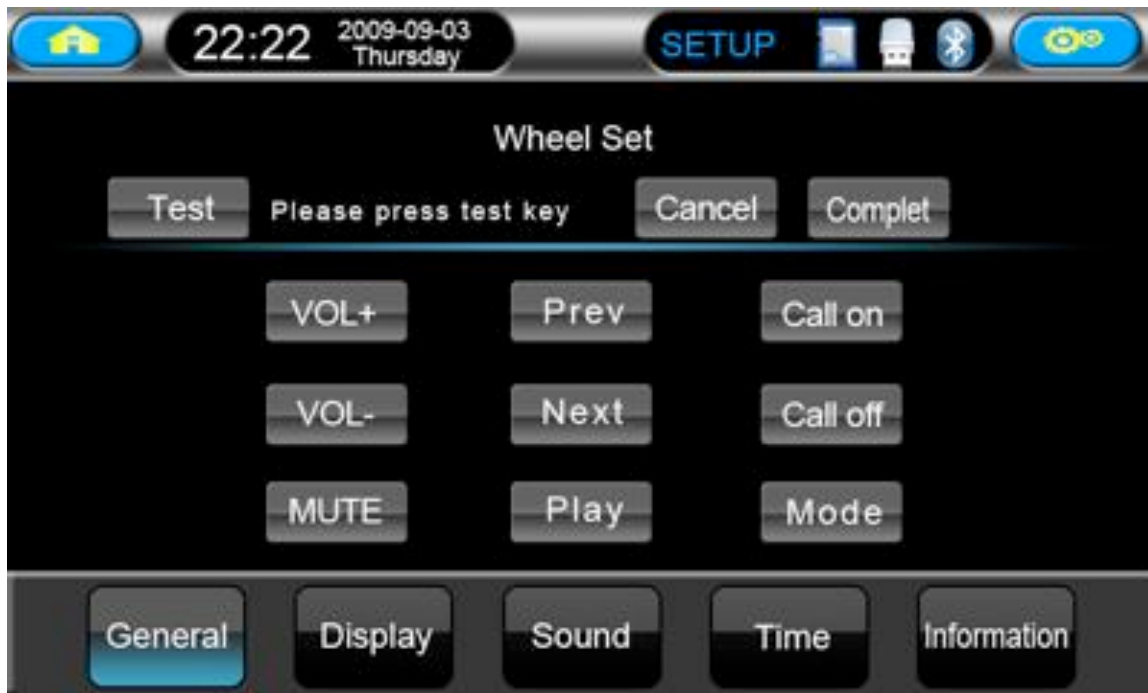 22:22 2009-09-03 SETUP
Thursday
Wheel Set
Test Please press test key Cancel Complet
VOL+ Prev Call on
VOL- Next Call off
MUTE Play Mode
General Display Sound Time Information